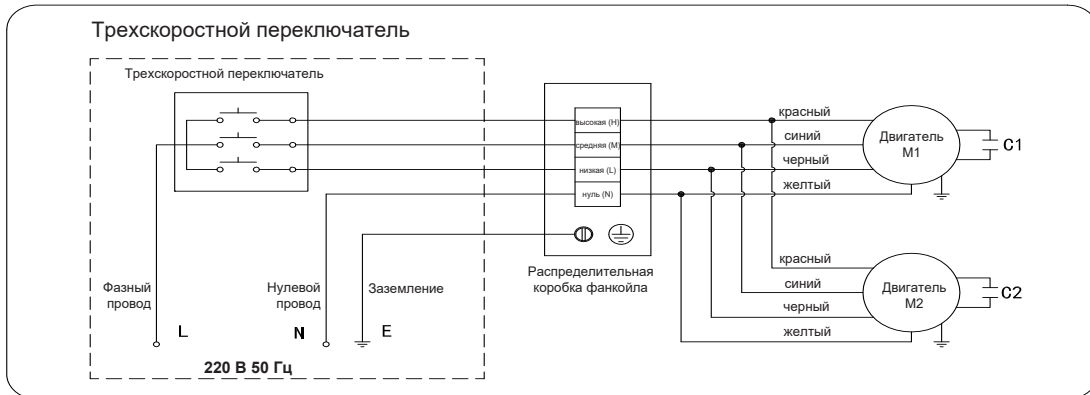 Трехскоростной переключатель
Трехскоростной переключатель
высокая (H)
средняя (M)
низкая (L)
нуль (N)
красный
синий
черный
желтый
Двигатель
M1
C1
Распределительная
коробка фанкойла
красный
синий
черный
желтый
Двигатель
M2
C2
Фазный
провод
L
Нулевой
провод
N
Заземление
E
220 В 50 Гц